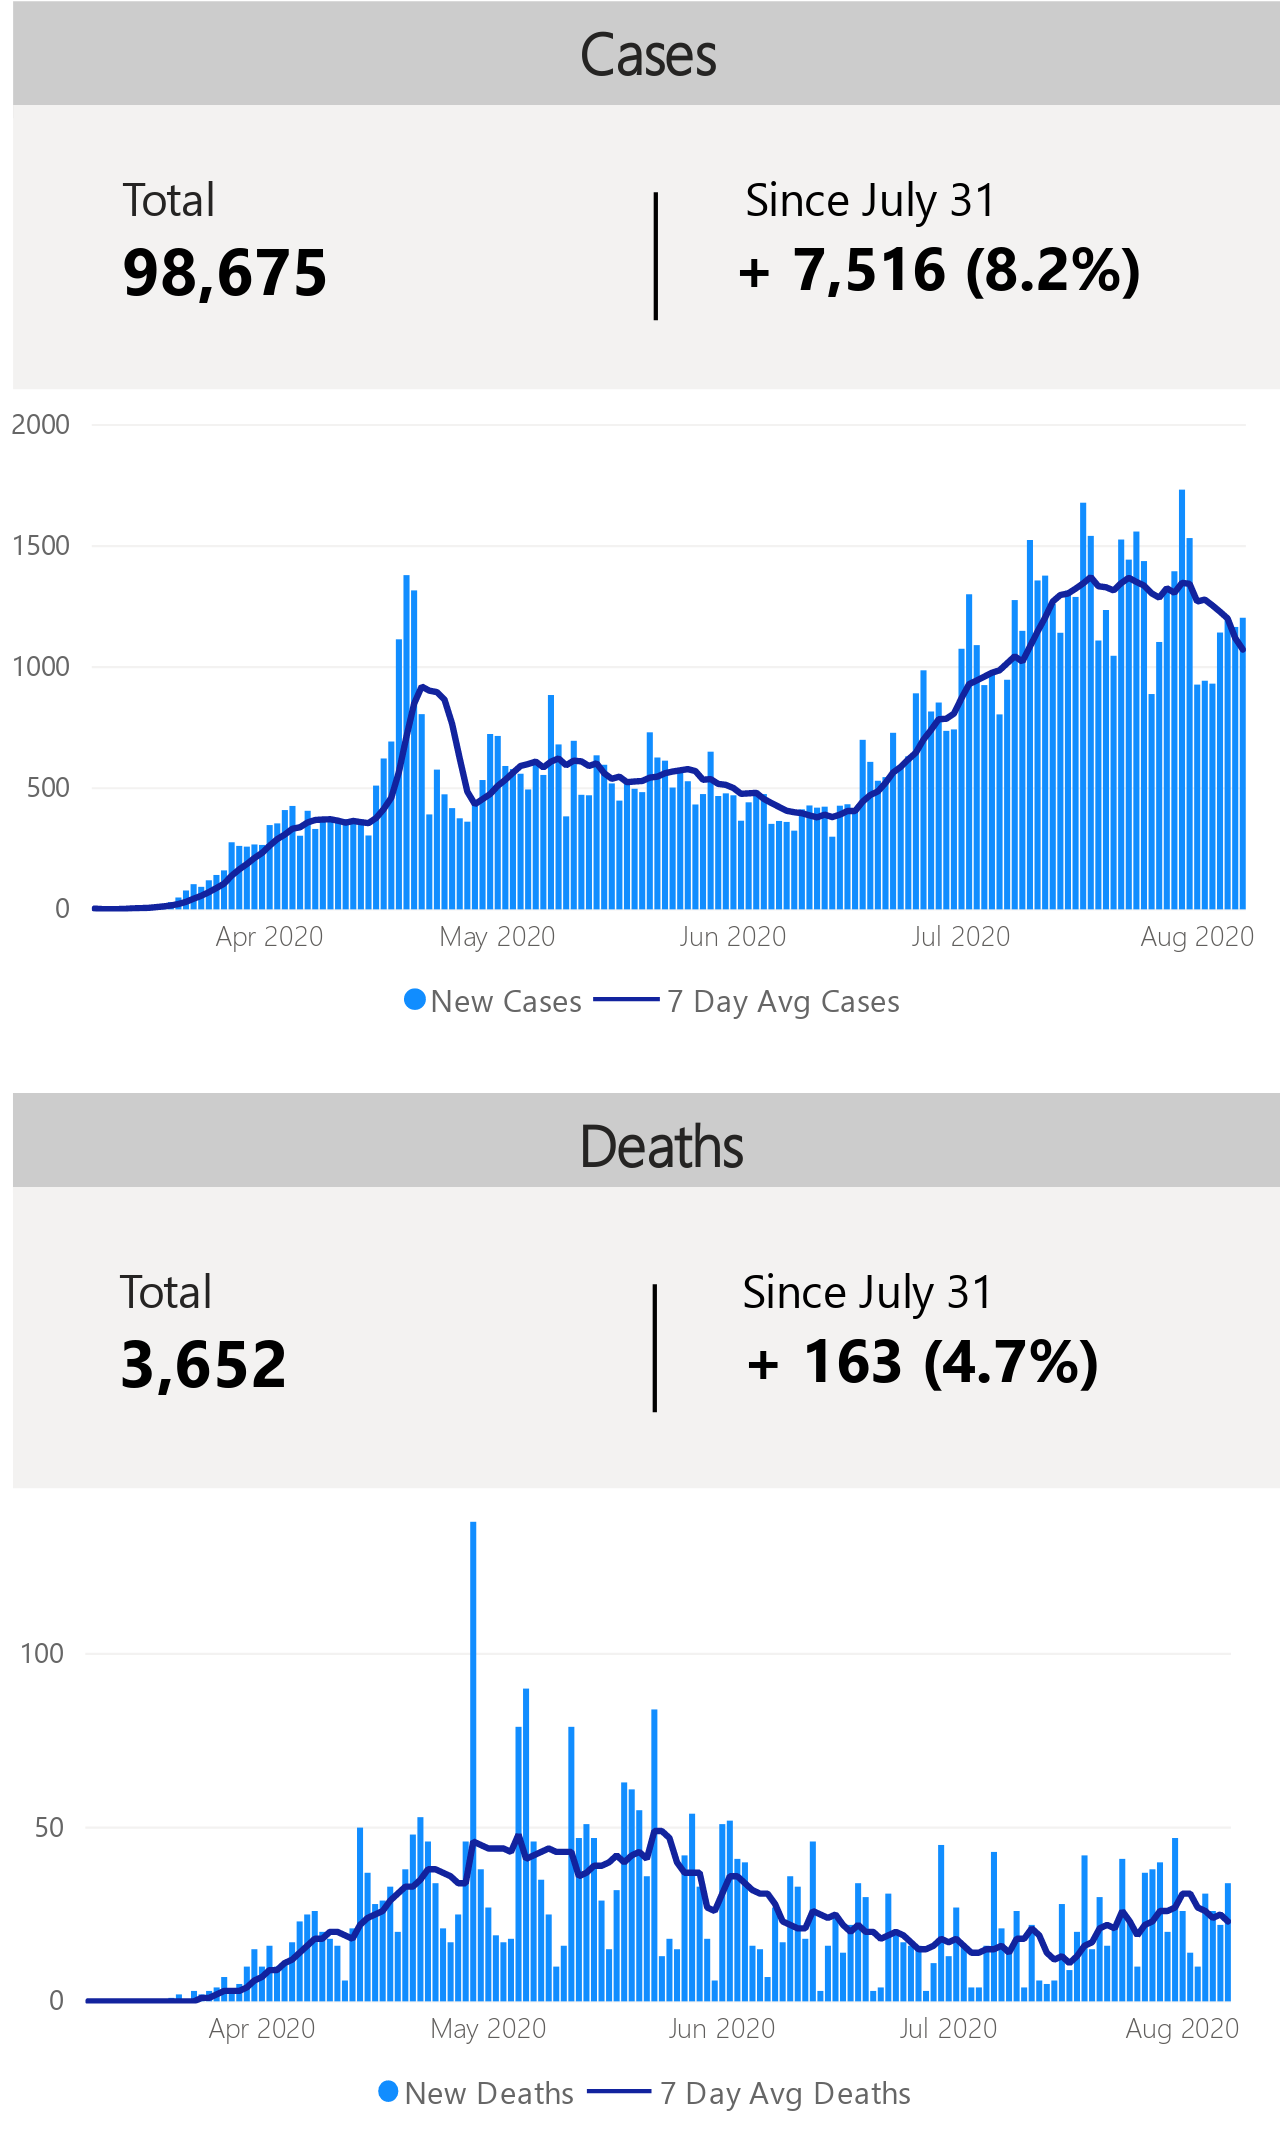 Cases
Total
98,675
Since July 31
+ 7,516 (8.2%)
2000
1500
1000
500
0
Apr 2020 May 2020 Jun 2020 Jul 2020 Aug 2020
New Cases 7 Day Avg Cases
Deaths
Total
3,652
Since July 31
+ 163 (4.7%)
100
50
0
Apr 2020 May 2020 Jun 2020 Jul 2020 Aug 2020
New Deaths 7 Day Avg Deaths